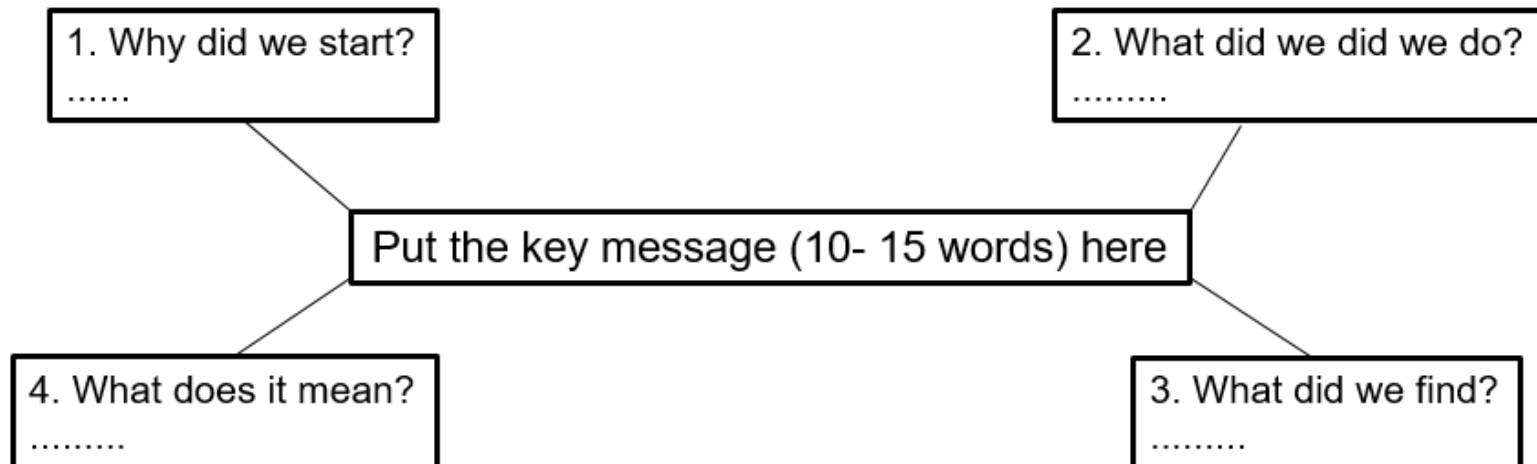 1. Why did we start?
......
2. What did we did we do?
.........
Put the key message (10- 15 words) here
4. What does it mean?
.........
3. What did we find?
.........